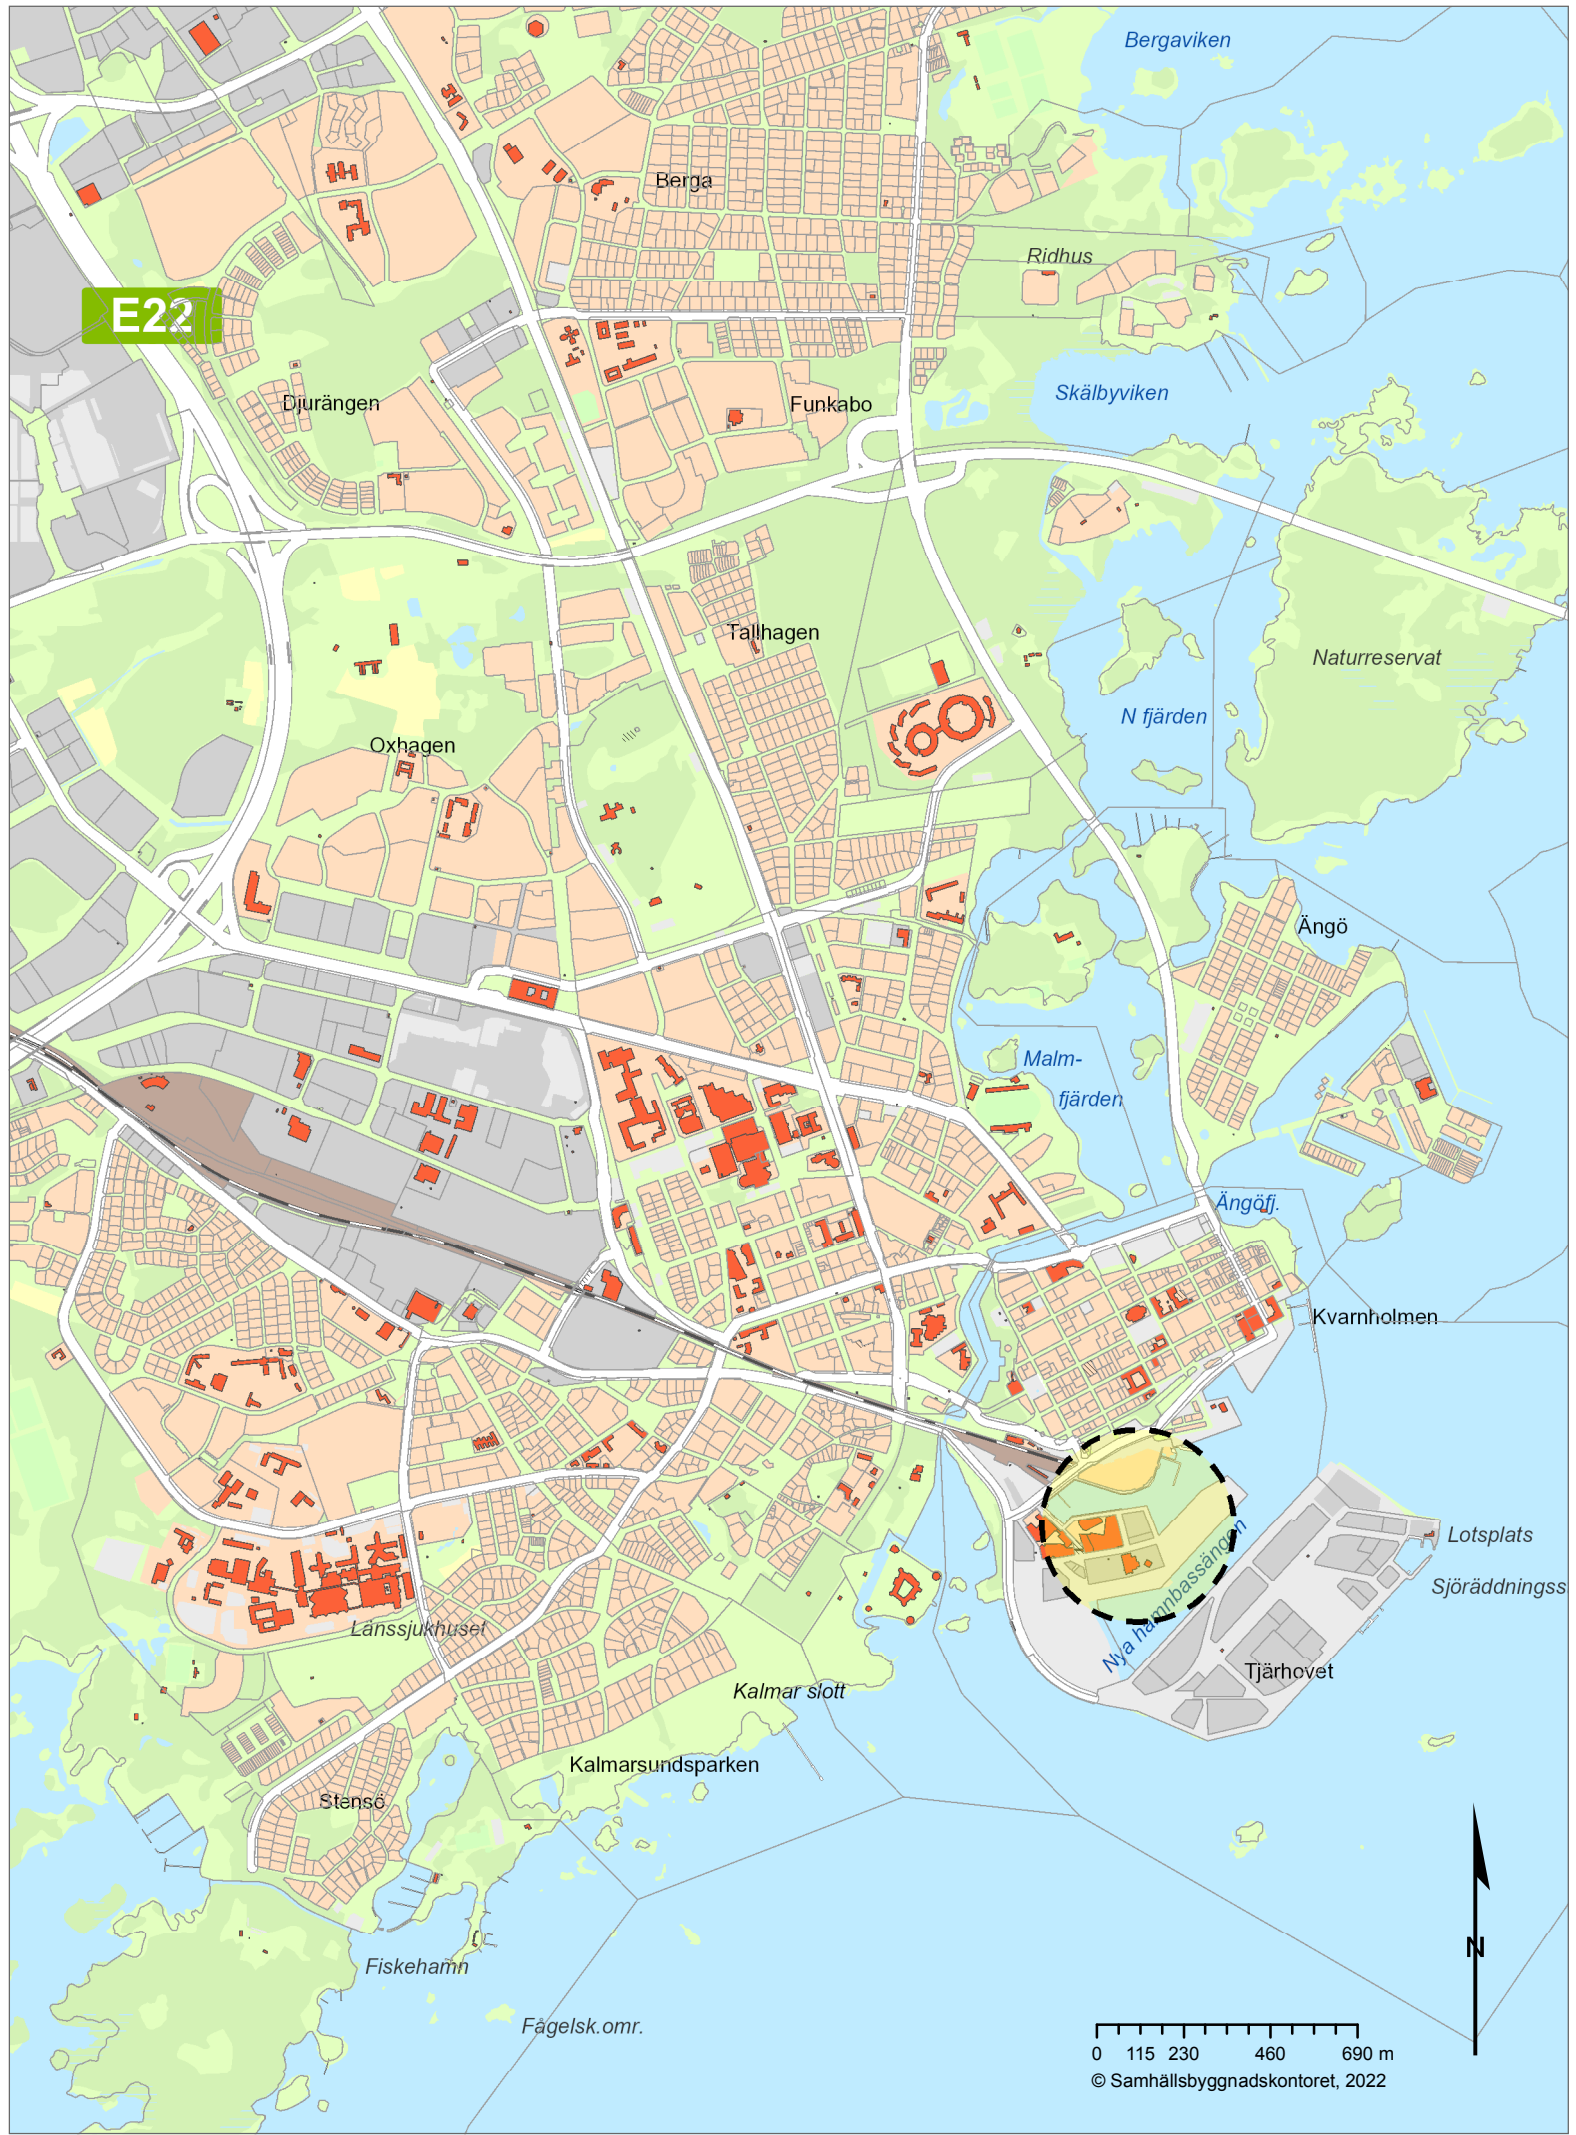 Bergaviken
Berga
Ridhus
E22
Skälbyviken
Djurängen
Funkabo
Tallhagen
Naturreservat
N fjärden
Oxhagen
Ängö
Malm-
fjärden
Ängöfj.
Kvarnholmen
Lotsplats
Nya hamnbassängen
Sjöräddningss
Länssjukhuset
Tjärhovet
Kalmar slott
Kalmarsundsparken
Stensö
N
Fiskehamn
Fågelsk.omr.
0 115 230 460 690 m
© Samhällsbyggnadskontoret, 2022